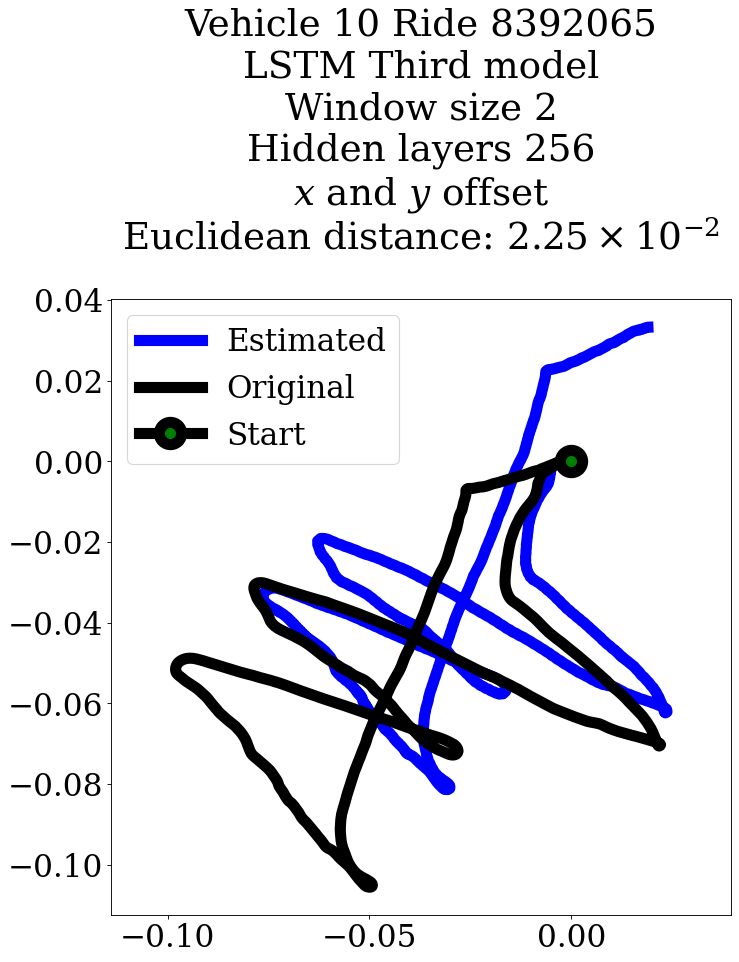 Vehicle 10 Ride 8392065
LSTM Third model
Window size 2
Hidden layers 256
x and y offset
Euclidean distance: 2.25 × 10⁻²
0.04
0.02
0.00
−0.02
−0.04
−0.06
−0.08
−0.10
Estimated
Original
Start
−0.10
−0.05
0.00